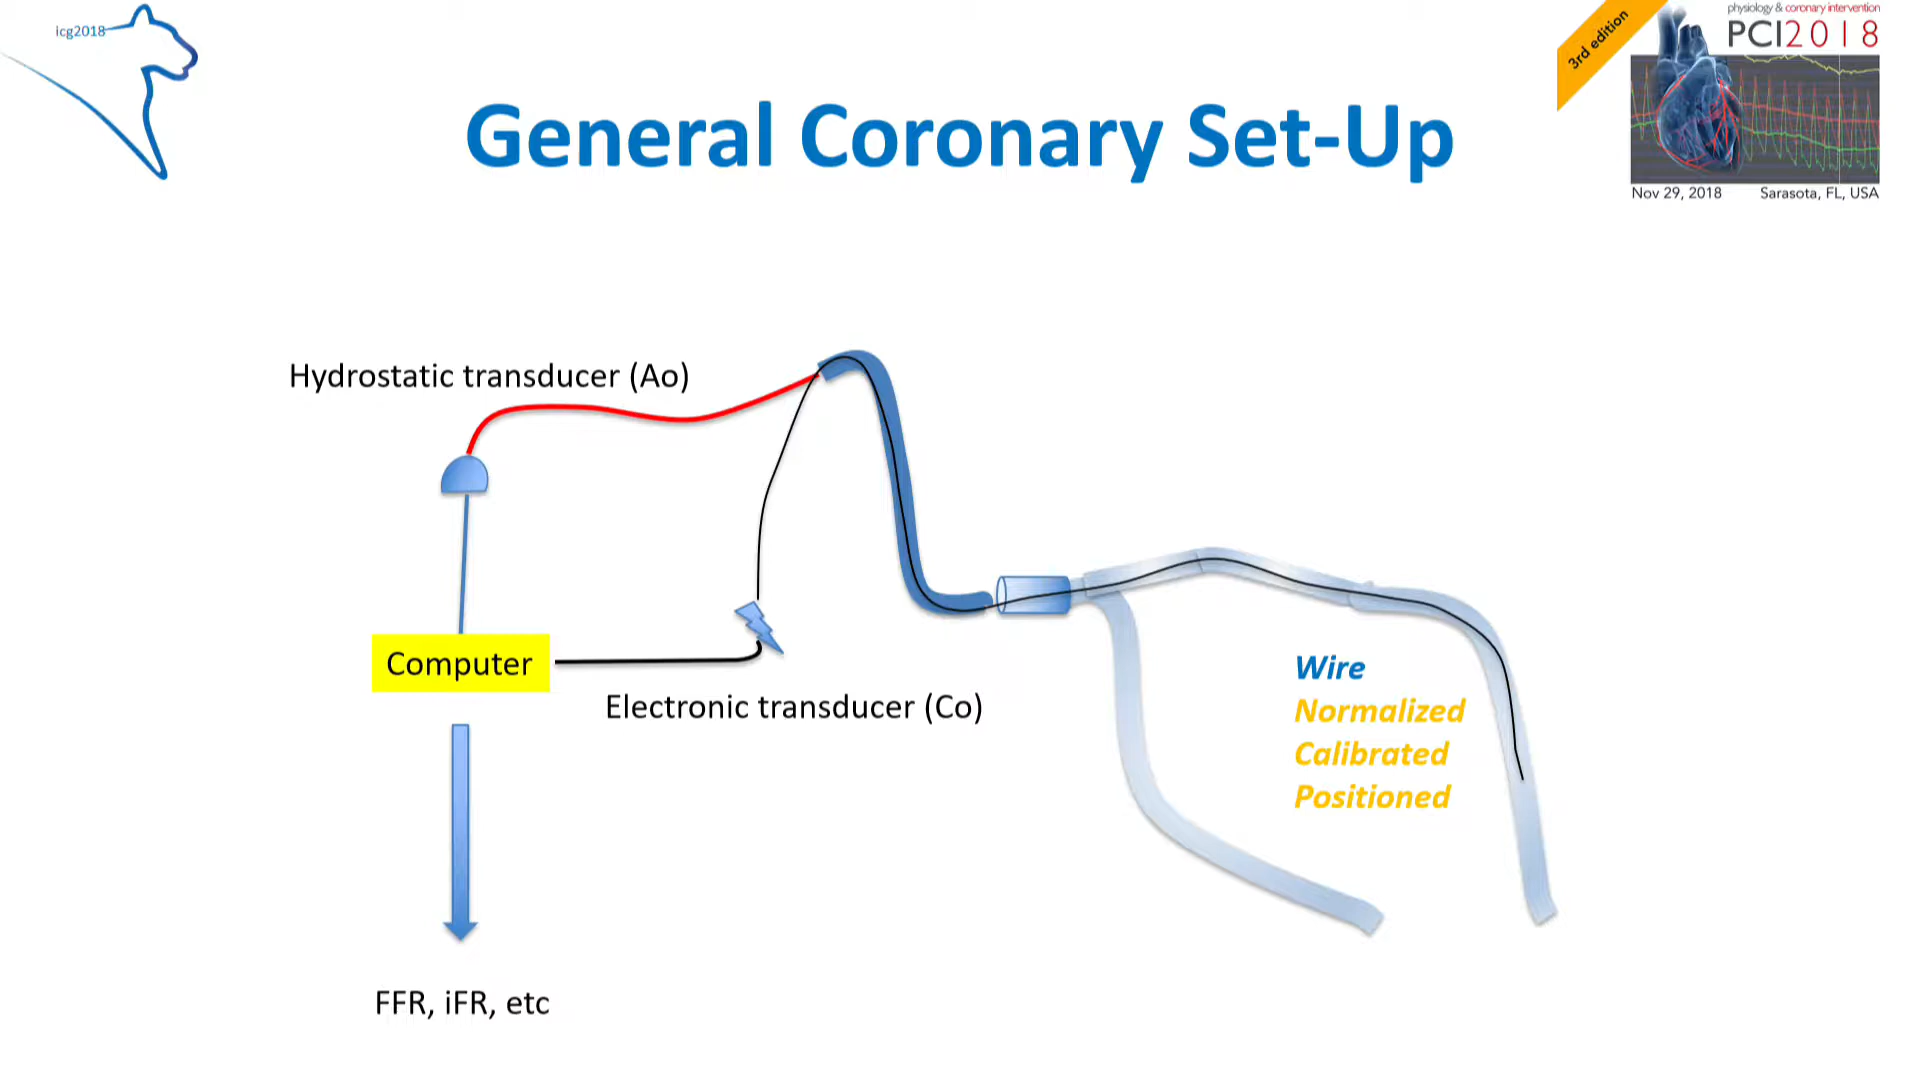 icg2018
3rd edition
physiology & coronary intervention
PCI2018
Nov 29, 2018 Sarasota, FL, USA
General Coronary Set-Up
Hydrostatic transducer (Ao)
Computer
Electronic transducer (Co)
Wire
Normalized
Calibrated
Positioned
FFR, iFR, etc